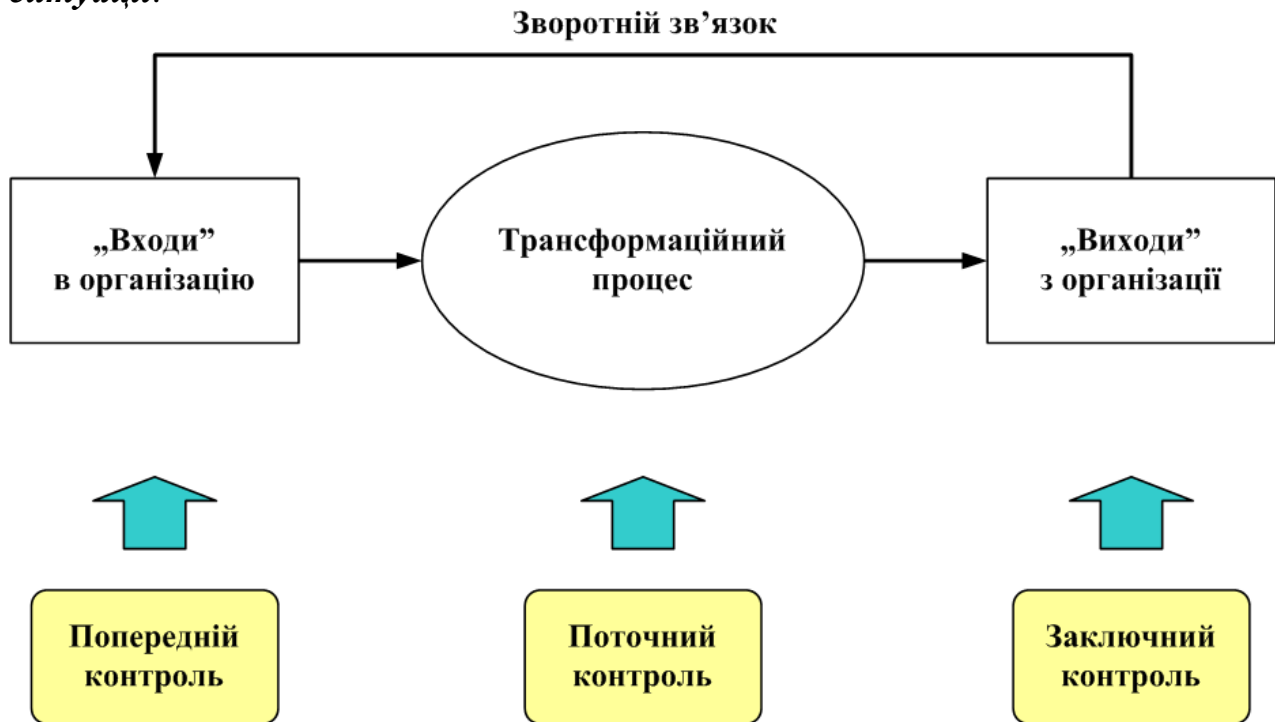 Зворотній зв’язок
„Входи”
в організацію
Трансформаційний
процес
„Виходи”
з організації
Попередній
контроль
Поточний
контроль
Заключний
контроль